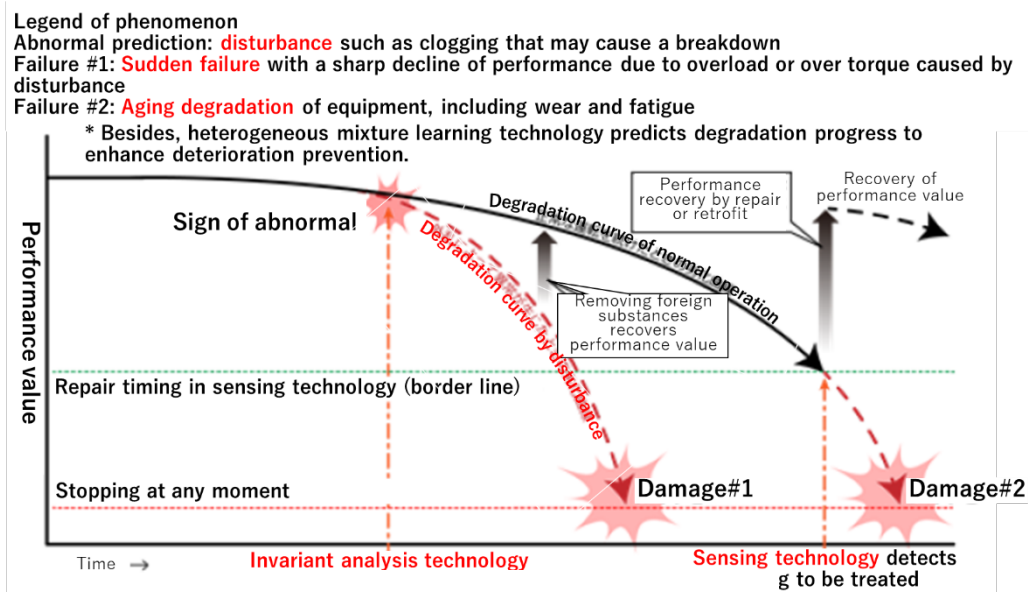 Legend of phenomenon
Abnormal prediction: disturbance such as clogging that may cause a breakdown
Failure #1: Sudden failure with a sharp decline of performance due to overload or over torque caused by
disturbance
Failure #2: Aging degradation of equipment, including wear and fatigue
* Besides, heterogeneous mixture learning technology predicts degradation progress to
enhance deterioration prevention.
Performance value
Sign of abnormal!
Degradation curve of normal operation
Degradation curve by disturbance
Performance
recovery by repair
or retrofit
Recovery of
performance value
Removing foreign
substances
recovers
performance value
Repair timing in sensing technology (border line)
Stopping at any moment
Damage#1
Damage#2
Time →
Invariant analysis technology
Sensing technology detects
g to be treated